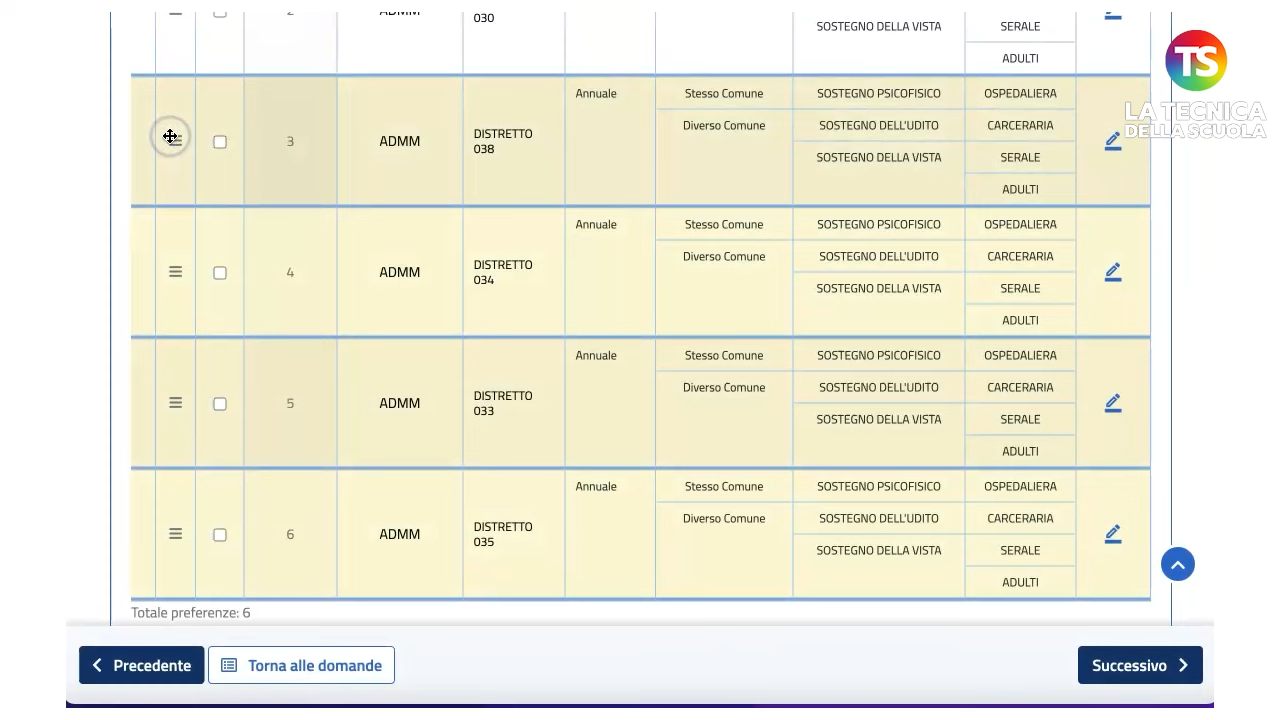 2
ADMM
030
SOSTEGNO DELLA VISTA
SERALE
ADULTI
TS
LA TECNICA
DELLA SCUOLA
3
ADMM
DISTRETTO
038
Annuale
Stesso Comune
Diverso Comune
SOSTEGNO PSICOFISICO
SOSTEGNO DELL'UDITO
SOSTEGNO DELLA VISTA
OSPEDALIERA
CARCERARIA
SERALE
ADULTI
4
ADMM
DISTRETTO
034
Annuale
Stesso Comune
Diverso Comune
SOSTEGNO PSICOFISICO
SOSTEGNO DELL'UDITO
SOSTEGNO DELLA VISTA
OSPEDALIERA
CARCERARIA
SERALE
ADULTI
5
ADMM
DISTRETTO
033
Annuale
Stesso Comune
Diverso Comune
SOSTEGNO PSICOFISICO
SOSTEGNO DELL'UDITO
SOSTEGNO DELLA VISTA
OSPEDALIERA
CARCERARIA
SERALE
ADULTI
6
ADMM
DISTRETTO
035
Annuale
Stesso Comune
Diverso Comune
SOSTEGNO PSICOFISICO
SOSTEGNO DELL'UDITO
SOSTEGNO DELLA VISTA
OSPEDALIERA
CARCERARIA
SERALE
ADULTI
Totale preferenze: 6
Precedente
Torna alle domande
Successivo